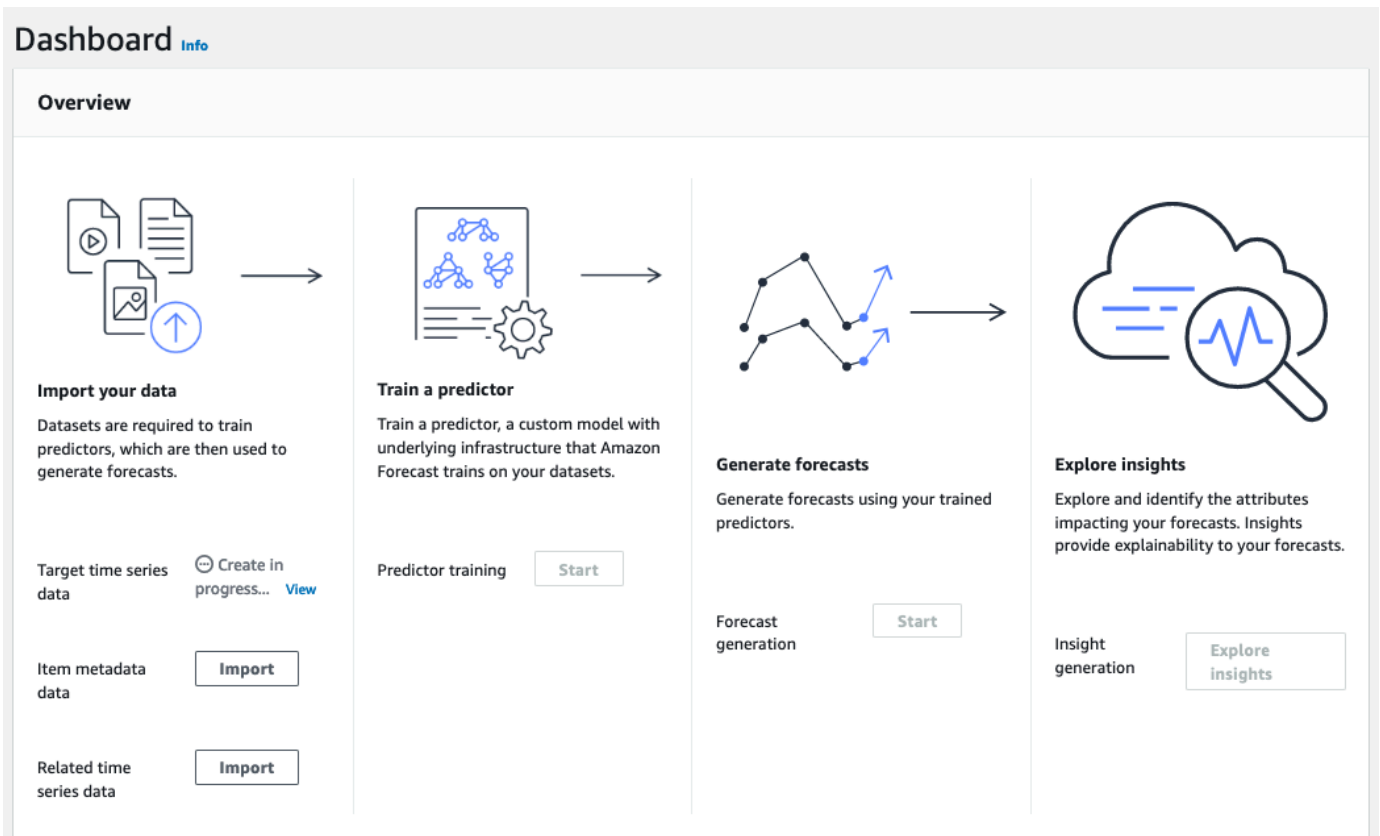 Dashboard Info
Overview
Import your data
Datasets are required to train
predictors, which are then used to
generate forecasts.
Target time series
data
Create in
progress... View
Item metadata
data
Import
Related time
series data
Import
Train a predictor
Train a predictor, a custom model with
underlying infrastructure that Amazon
Forecast trains on your datasets.
Predictor training
Start
Generate forecasts
Generate forecasts using your trained
predictors.
Forecast
generation
Start
Explore insights
Explore and identify the attributes
impacting your forecasts. Insights
provide explainability to your forecasts.
Insight
generation
Explore
insights